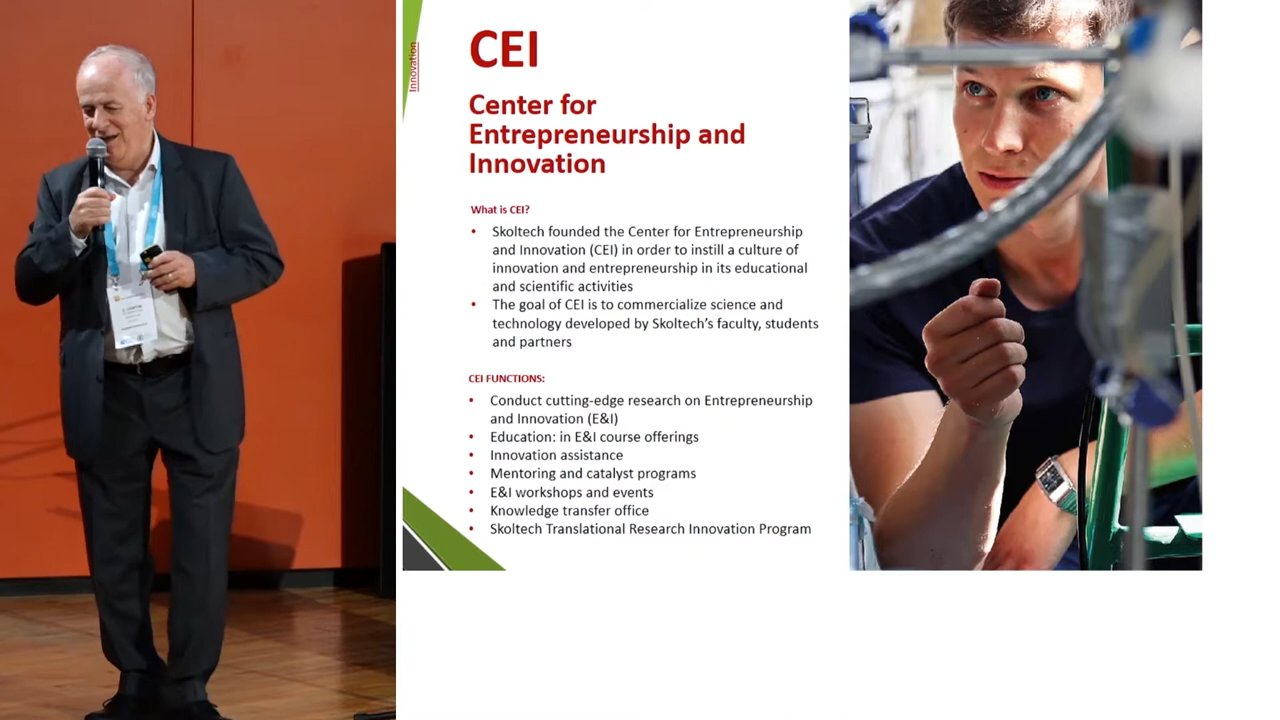 Innovation
CEI
Center for
Entrepreneurship and
Innovation
What is CEI?
• Skoltech founded the Center for Entrepreneurship
and Innovation (CEI) in order to instill a culture of
innovation and entrepreneurship in its educational
and scientific activities
• The goal of CEI is to commercialize science and
technology developed by Skoltech's faculty, students
and partners
CEI FUNCTIONS:
• Conduct cutting-edge research on Entrepreneurship
and Innovation (E&I)
• Education: in E&I course offerings
• Innovation assistance
• Mentoring and catalyst programs
• E&I workshops and events
• Knowledge transfer office
• Skoltech Translational Research Innovation Program